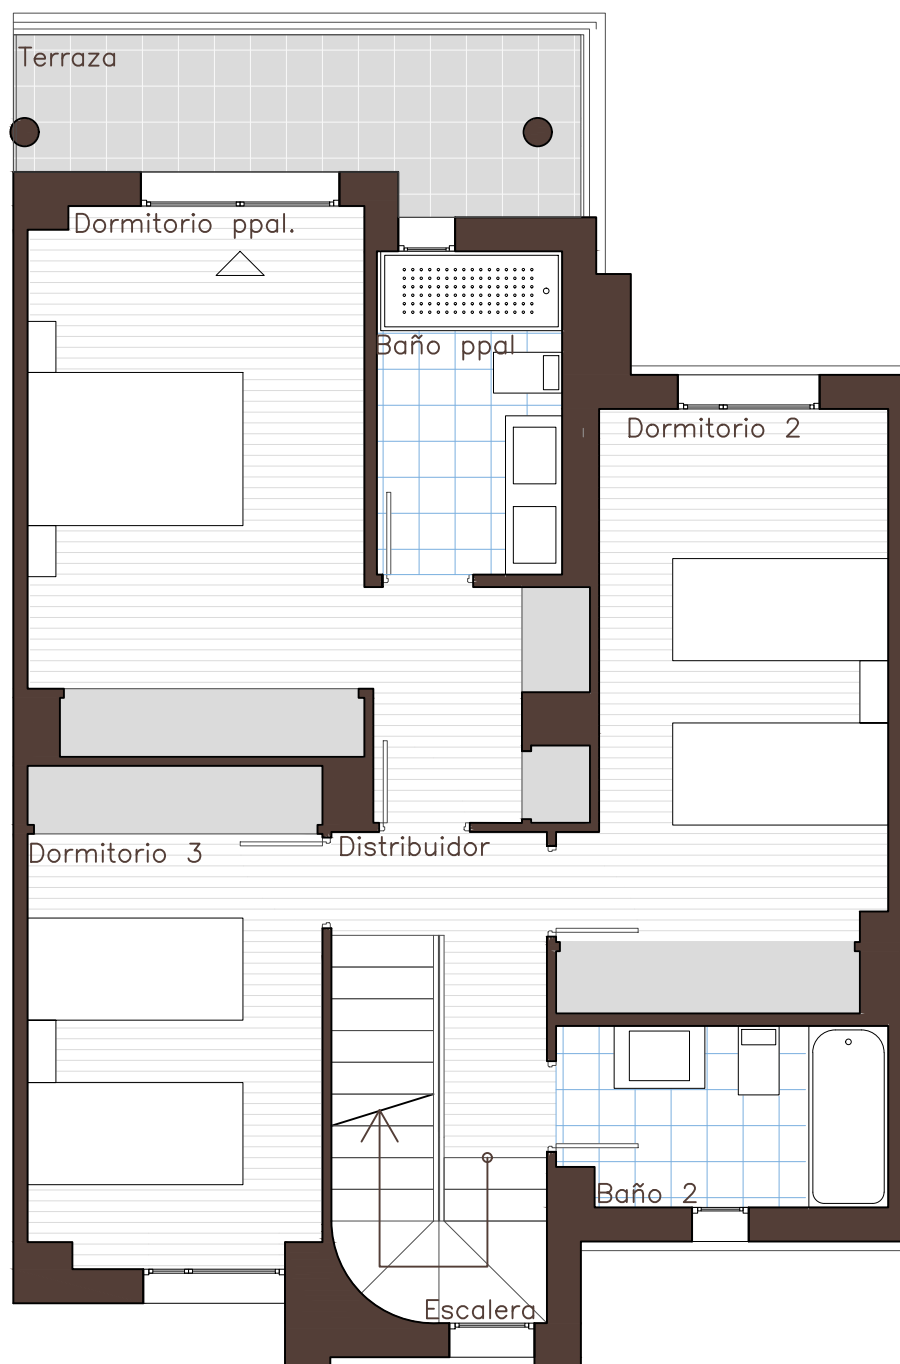 Terraza
Dormitorio ppal.
Baño ppal
Dormitorio 2
Dormitorio 3
Distribuidor
Baño 2
Escalera